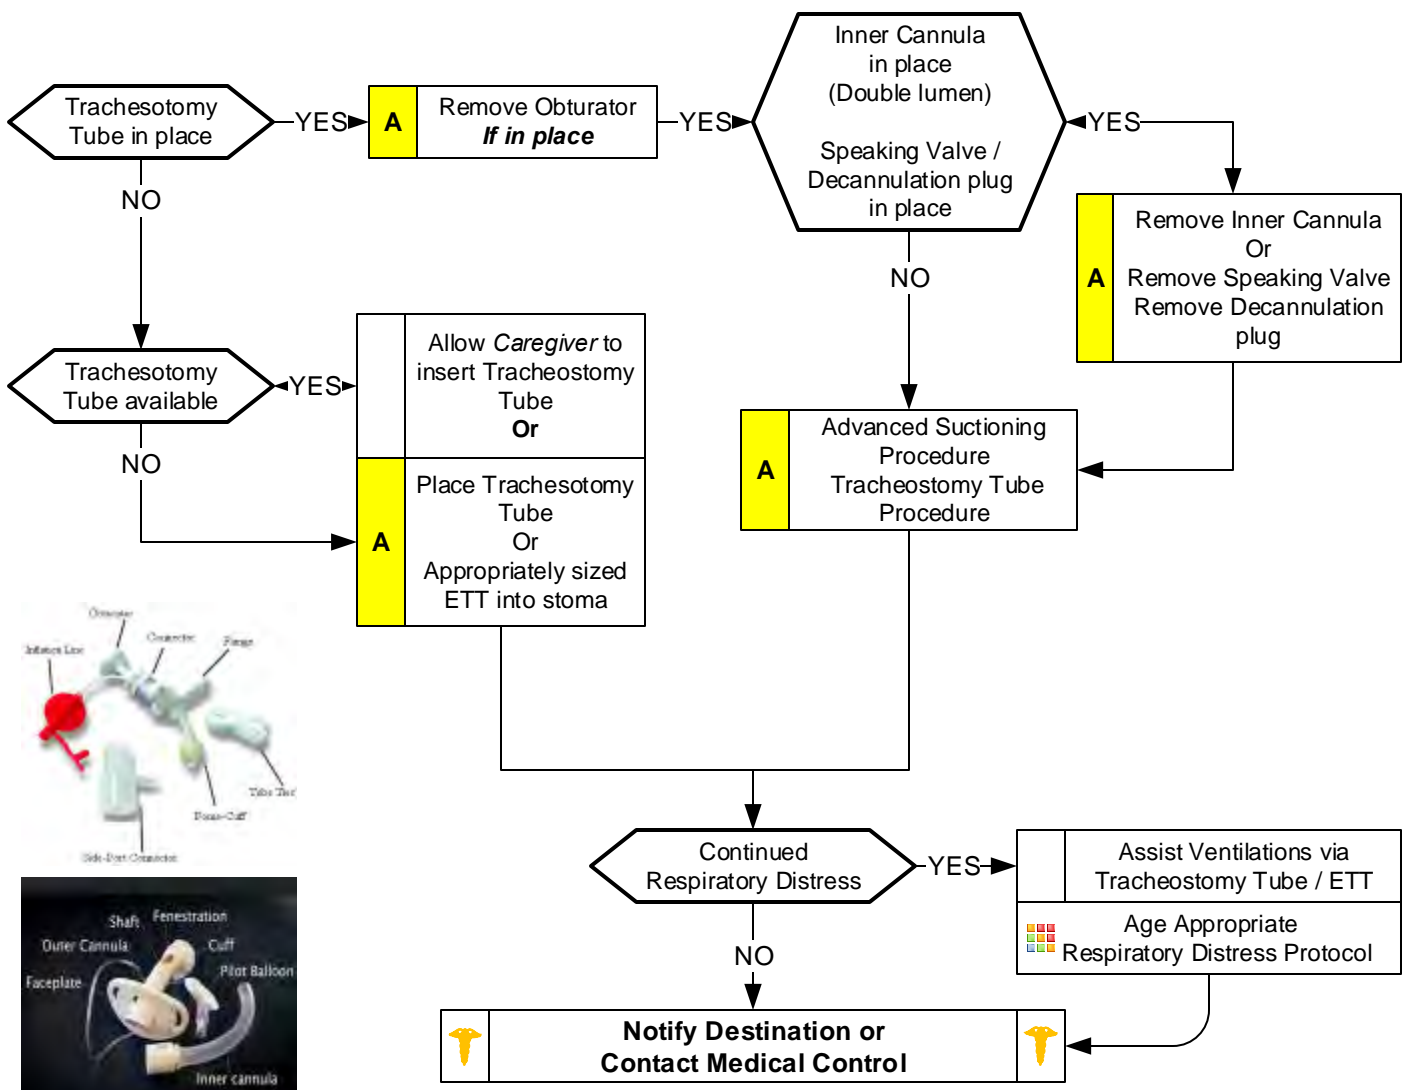 Trachesotomy
Tube in place
YES
A
Remove Obturator
If in place
YES
Inner Cannula
in place
(Double lumen)
Speaking Valve /
Decannulation plug
in place
YES
A
Remove Inner Cannula
Or
Remove Speaking Valve
Remove Decannulation
plug
NO
NO
Trachesotomy
Tube available
YES
Allow Caregiver to
insert Tracheostomy
Tube
Or
NO
A
Place Trachesotomy
Tube
Or
Appropriately sized
ETT into stoma
A
Advanced Suctioning
Procedure
Tracheostomy Tube
Procedure
Connector
Flange
Inflation Line
Tube Ties
Foam-Cuff
Side-Port Connector
Continued
Respiratory Distress
YES
Assist Ventilations via
Tracheostomy Tube / ETT
Age Appropriate
Respiratory Distress Protocol
NO
Notify Destination or
Contact Medical Control
Shaft
Fenestration
Outer Cannula
Cuff
Faceplate
Pilot Balloon
Inner cannula